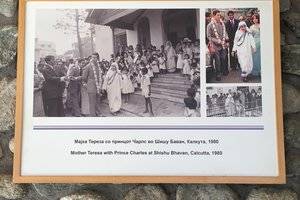 Мајка Тереза со принцот Чарлс во Шишу Баван, Калкута, 1980
Mother Teresa with Prince Charles at Shishu Bhavan, Calcutta, 1980